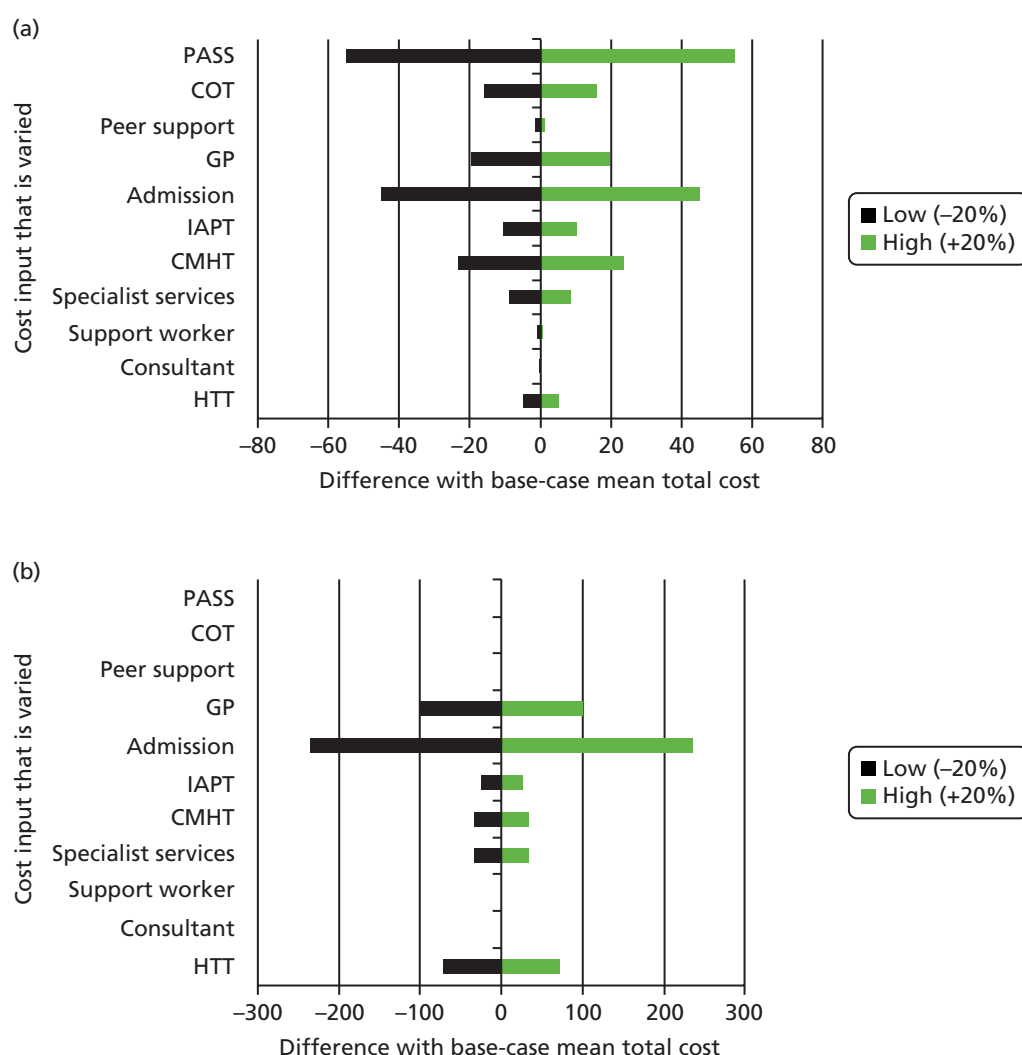 (a)
Cost input that is varied
PASS
COT
Peer support
GP
Admission
IAPT
CMHT
Specialist services
Support worker
Consultant
HTT
–80
–60
–40
–20
0
20
40
60
80
Difference with base-case mean total cost
Low (–20%)
High (+20%)
(b)
Cost input that is varied
PASS
COT
Peer support
GP
Admission
IAPT
CMHT
Specialist services
Support worker
Consultant
HTT
–300
–200
–100
0
100
200
300
Difference with base-case mean total cost
Low (–20%)
High (+20%)